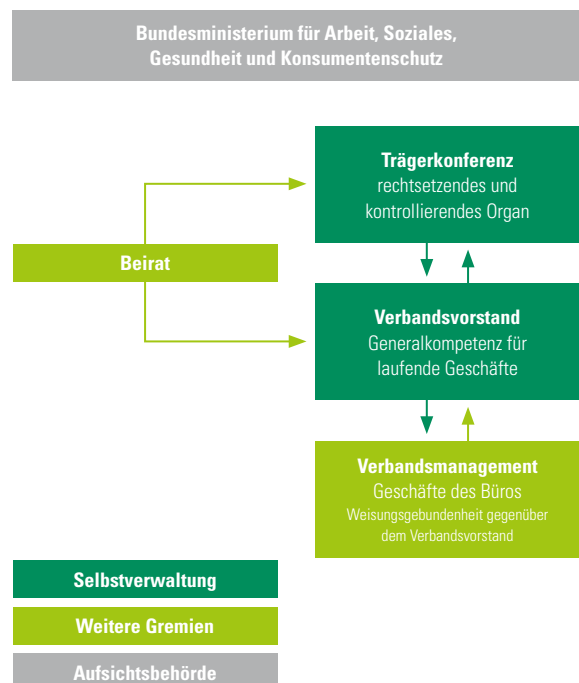 Bundesministerium für Arbeit, Soziales,
Gesundheit und Konsumentenschutz
Trägerkonferenz
rechtsetzendes und
kontrollierendes Organ
Beirat
Verbandsvorstand
Generalkompetenz für
laufende Geschäfte
Verbandsmanagement
Geschäfte des Büros
Weisungsgebundenheit gegenüber
dem Verbandsvorstand
Selbstverwaltung
Weitere Gremien
Aufsichtsbehörde